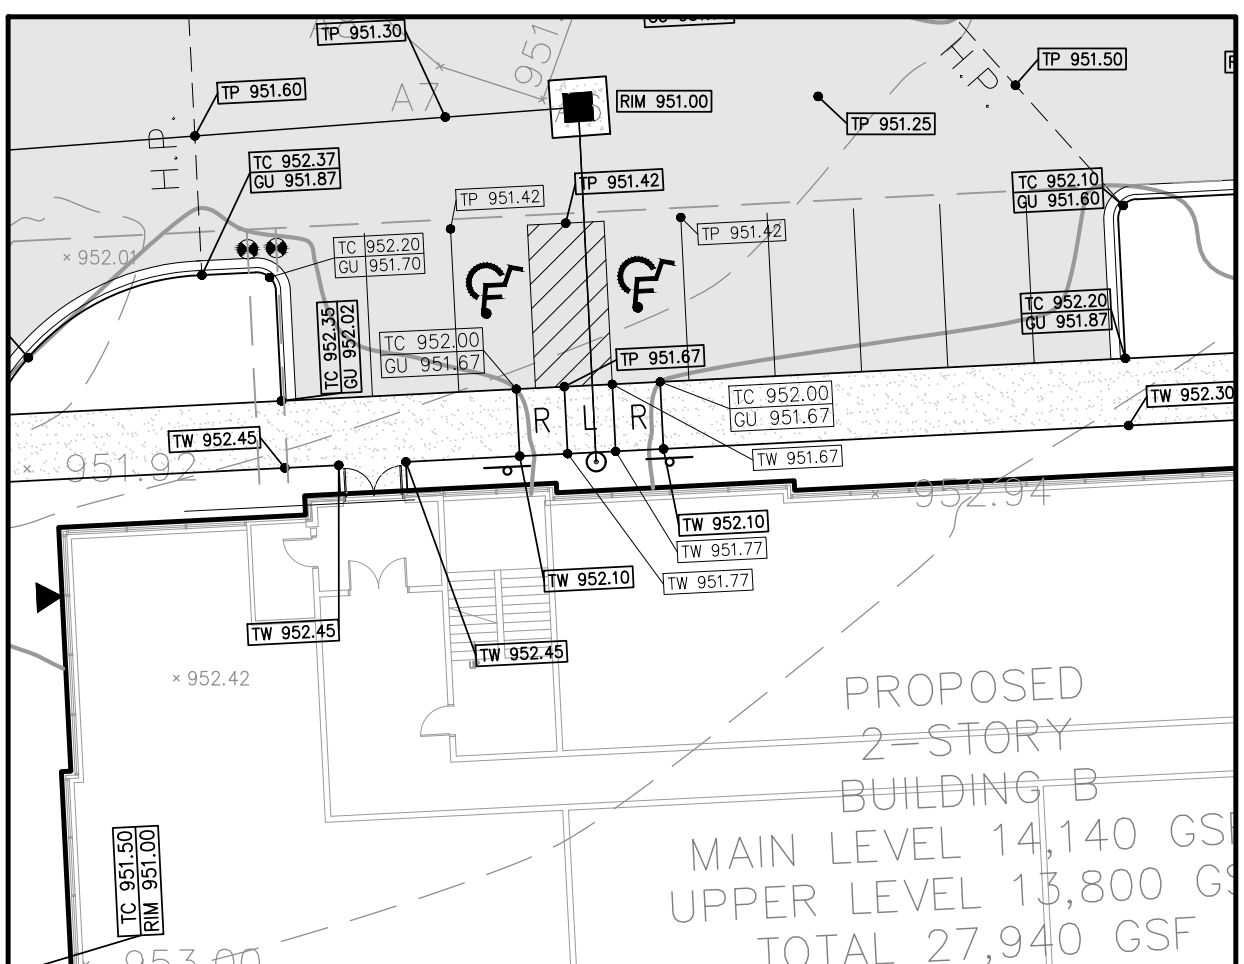 TP 951.30
951
H.P.
TP 951.50
TP 951.60
A7
RIM 951.00
TP 951.25
H.P.
TC 952.37
GU 951.87
TP 951.42
TP 951.42
TC 952.10
GU 951.60
TP 951.42
TC 952.20
GU 951.70
952.01
TC 952.20
GU 951.87
TC 952.35
GU 952.02
TC 952.00
GU 951.67
TP 951.67
TC 952.00
GU 951.67
TW 952.30
R L R
TW 952.45
951.92
TW 951.67
952.94
TW 952.10
TW 951.77
TW 952.10
TW 951.77
TW 952.45
TW 952.45
952.42
PROPOSED
2-STORY
BUILDING B
MAIN LEVEL 14,140 GSF
UPPER LEVEL 13,800 GS
TOTAL 27,940 GSF
TC 951.50
RIM 951.00
953.00